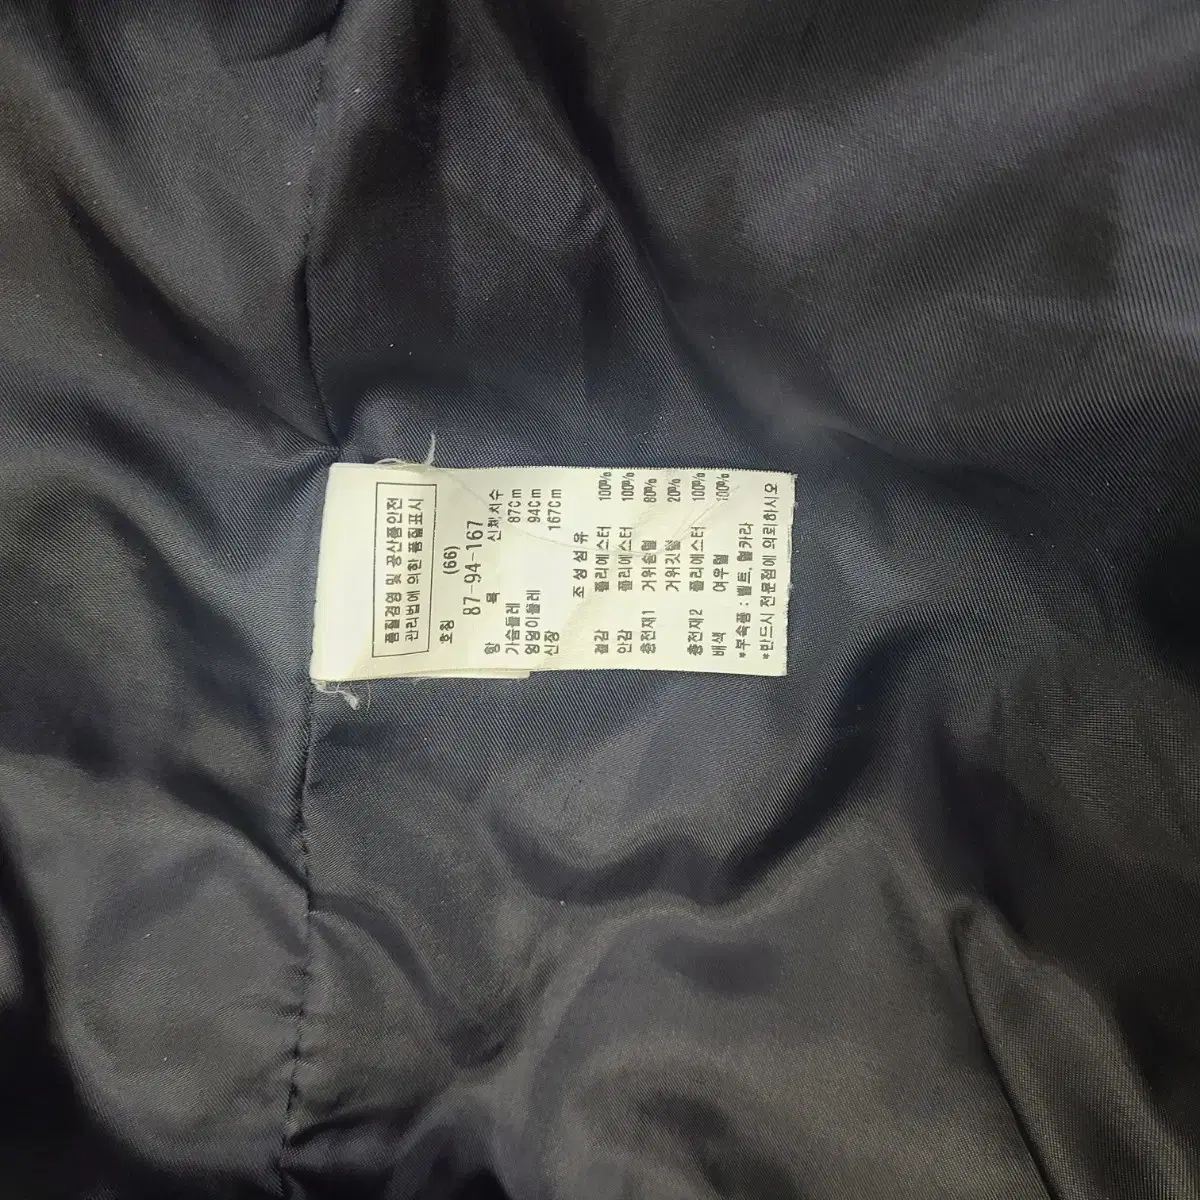 품질경영 및 공산품안전
관리법에 의한 품질표시
호칭 (66)
87-94-167
항 목 신체치수
가슴둘레 87Cm
엉덩이둘레 94Cm
신장 167Cm
조성섬유
겉감 폴리에스터 100%
안감 폴리에스터 100%
충전재1 거위솜털 80%
거위깃털 20%
충전재2 폴리에스터 100%
배색 여우털 100%
*부속품 : 벨트, 털카라
*반드시 전문점에 의뢰하시오